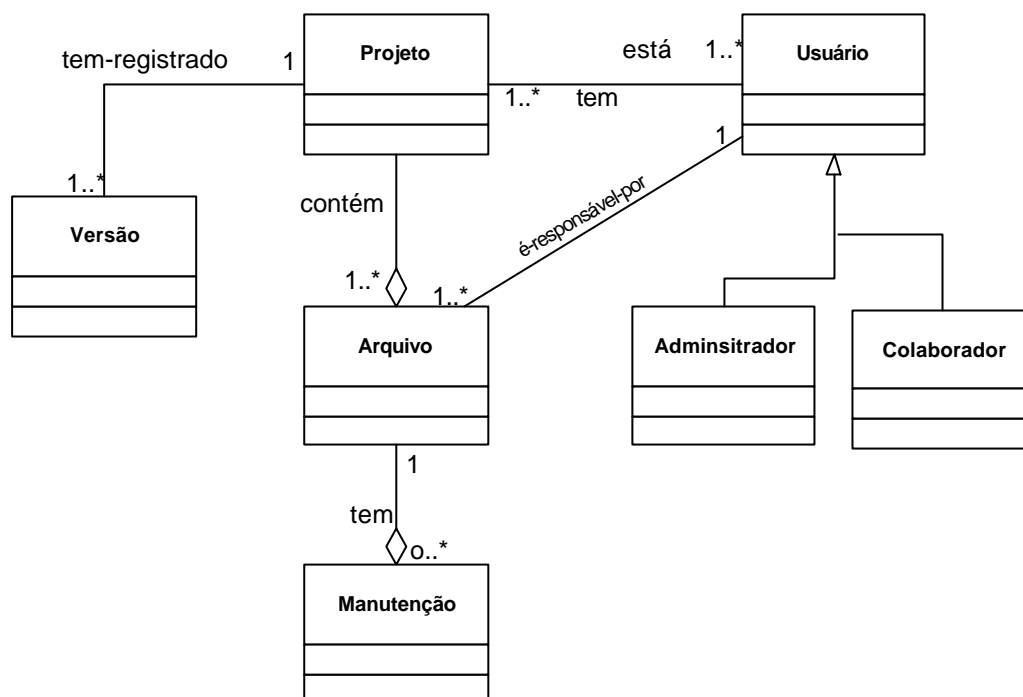 Projeto
Usuário
tem-registrado
1
está
1..*
1..*
tem
1
1..*
Versão
contém
é-responsável-por
1..*
1..*
Arquivo
Adminsitrador
Colaborador
1
tem
o..*
Manutenção